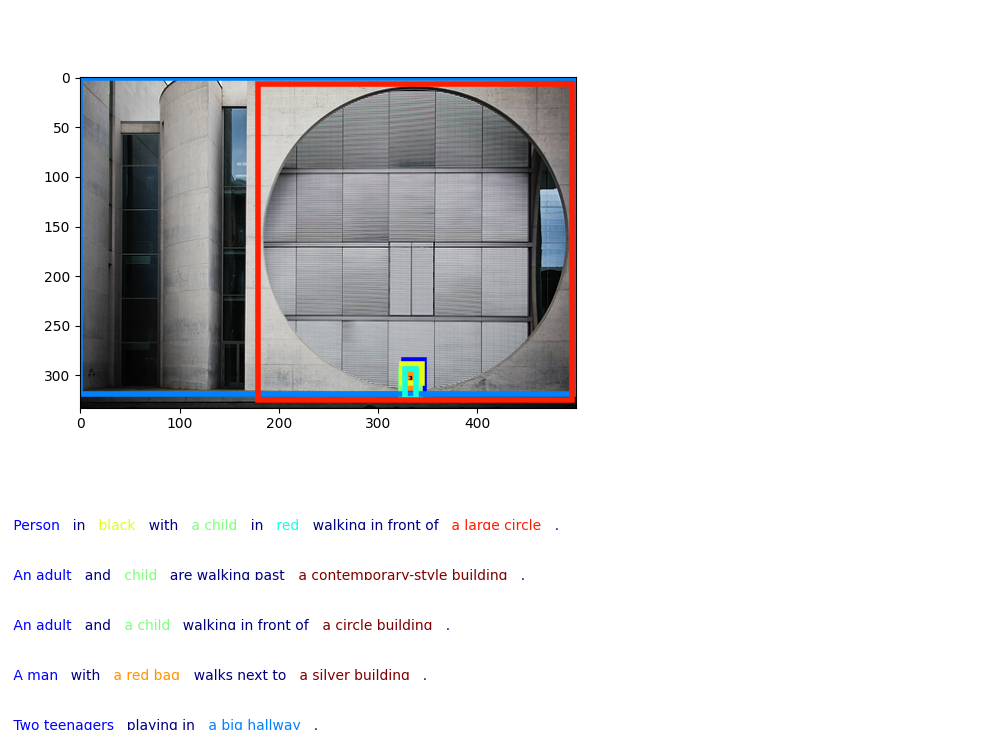 0
50
100
150
200
250
300
0 100 200 300 400
Person in black with a child in red walking in front of a large circle .
An adult and child are walking past a contemporary-style building .
An adult and a child walking in front of a circle building .
A man with a red bag walks next to a silver building .
Two teenagers playing in a big hallway .